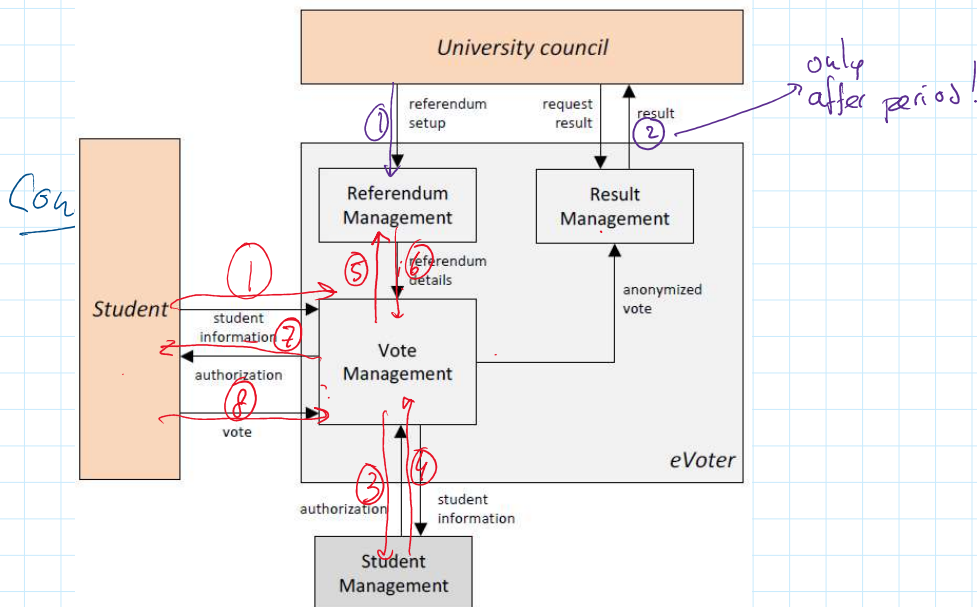 University council
only
after period!
referendum
setup
①
request
result
result
②
Referendum
Management
Result
Management
Con
⑤
⑥
referendum
details
①
anonymized
vote
Student
student
information
⑦
Vote
Management
authorization
⑧
vote
eVoter
③
④
authorization
student
information
Student
Management